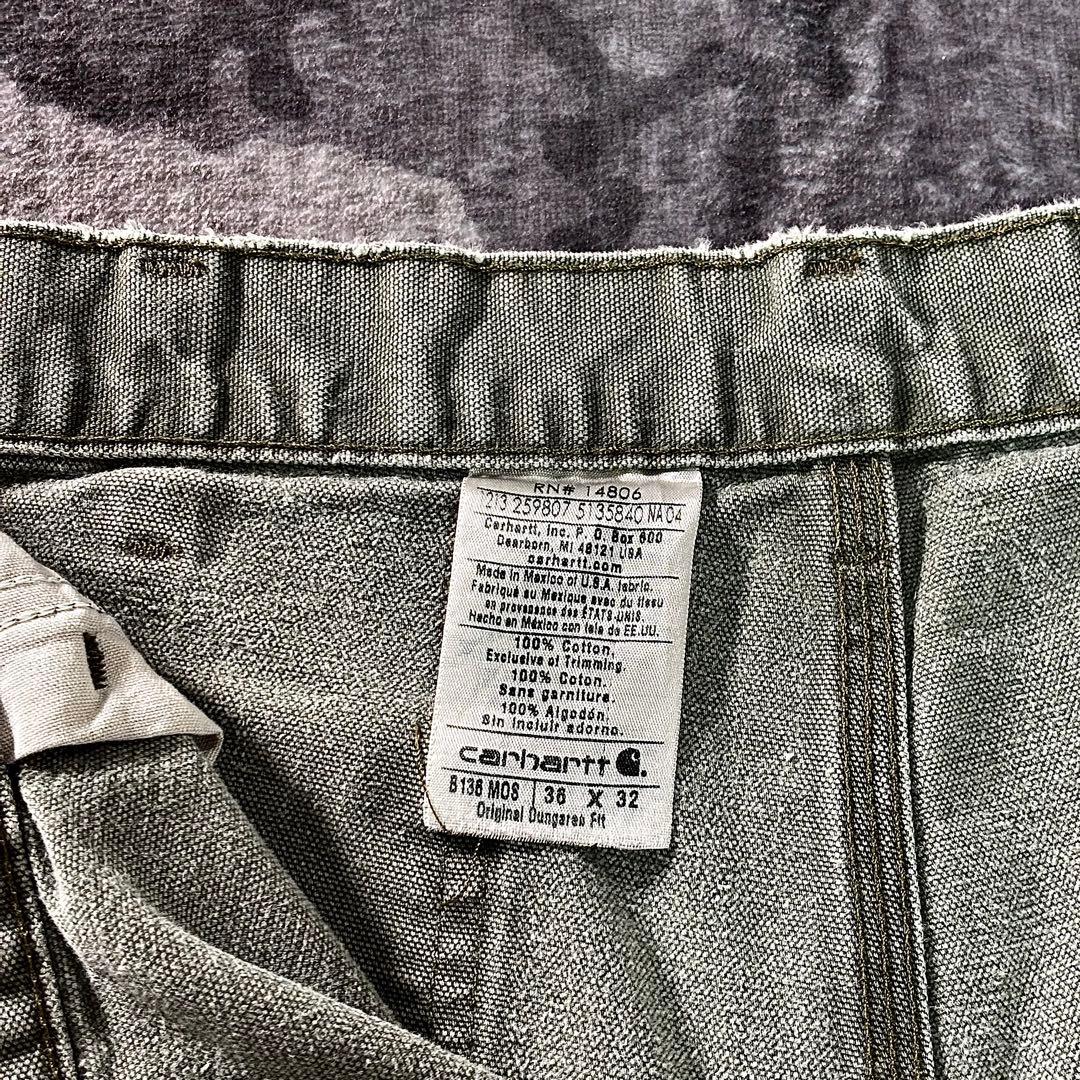 RN# 14806
213 259807 5135840 NA 04
Carhartt, Inc. P. O. Box 600
Dearborn, MI 48121 USA
carhartt.com
Made in Mexico of U.S.A. fabric.
Fabriqué au Mexique avec du tissu
en provenance des ÉTATS-UNIS.
Hecho en México con tela de EE.UU.
100% Cotton.
Exclusive of Trimming.
100% Coton.
Sans garniture.
100% Algodón.
Sin incluir adorno.
carhartt
B136 MOS 36 X 32
Original Dungaree Fit